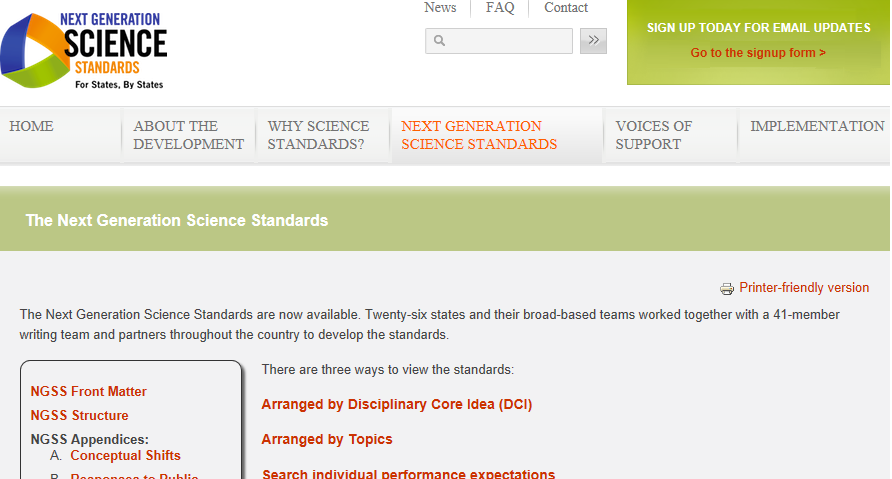 NEXT GENERATION
SCIENCE
STANDARDS
For States, By States
News
FAQ
Contact
>>
SIGN UP TODAY FOR EMAIL UPDATES
Go to the signup form >
HOME
ABOUT THE
DEVELOPMENT
WHY SCIENCE
STANDARDS?
NEXT GENERATION
SCIENCE STANDARDS
VOICES OF
SUPPORT
IMPLEMENTATION
The Next Generation Science Standards
Printer-friendly version
The Next Generation Science Standards are now available. Twenty-six states and their broad-based teams worked together with a 41-member
writing team and partners throughout the country to develop the standards.
NGSS Front Matter
NGSS Structure
NGSS Appendices:
A. Conceptual Shifts
B. Responses to Public
There are three ways to view the standards:
Arranged by Disciplinary Core Idea (DCI)
Arranged by Topics
Search individual performance expectations